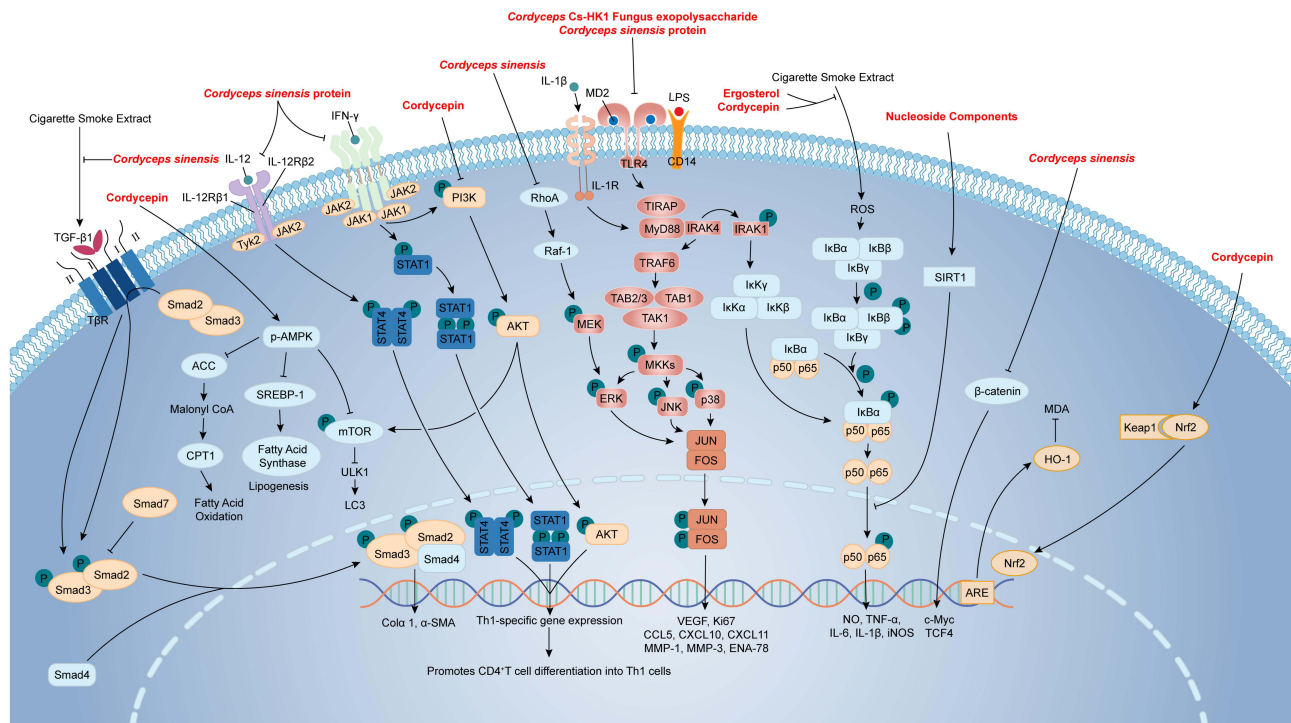 Cordyceps Cs-HK1 Fungus exopolysaccharide
Cordyceps sinensis protein
Cordyceps sinensis
IL-1β
MD2
LPS
Cigarette Smoke Extract
Ergosterol
Cordycepin
Nucleoside Components
Cordyceps sinensis protein
Cordycepin
IFN-γ
Cigarette Smoke Extract
Cordyceps sinensis
IL-12
IL-12Rβ2
TLR4
CD14
Cordyceps sinensis
Cordycepin
IL-12Rβ1
JAK2
JAK2
JAK1
JAK1
P
PI3K
RhoA
IL-1R
TIRAP
MyD88
IRAK4
IRAK1
P
ROS
TGF-β1
II
I
I
II
Tyk2
JAK2
P
STAT1
Raf-1
TRAF6
IκBα
IκBβ
IκBγ
SIRT1
Cordycepin
TβR
Smad2
Smad3
P
STAT4
STAT4
P
STAT1
P
P
STAT1
P
AKT
P
MEK
TAB2/3
TAB1
TAK1
IκKγ
IκKα
IκKβ
P
IκBα
IκBβ
P
P
IκBγ
p-AMPK
ACC
SREBP-1
P
MKKs
IκBα
p50
p65
P
β-catenin
Malonyl CoA
P
mTOR
P
ERK
P
JNK
P
p38
P
IκBα
p50
p65
MDA
Keap1
Nrf2
CPT1
Fatty Acid
Synthase
Lipogenesis
ULK1
LC3
JUN
FOS
p50
p65
HO-1
Fatty Acid
Oxidation
Smad7
P
P
Smad2
Smad3
Smad4
P
STAT4
STAT4
P
STAT1
P
P
STAT1
P
AKT
P
JUN
P
FOS
P
p50
p65
Nrf2
P
P
Smad2
Smad3
ARE
Colα 1, α-SMA
Th1-specific gene expression
VEGF, Ki67
CCL5, CXCL10, CXCL11
MMP-1, MMP-3, ENA-78
NO, TNF-α,
IL-6, IL-1β, iNOS
c-Myc
TCF4
Smad4
Promotes CD4⁺T cell differentiation into Th1 cells